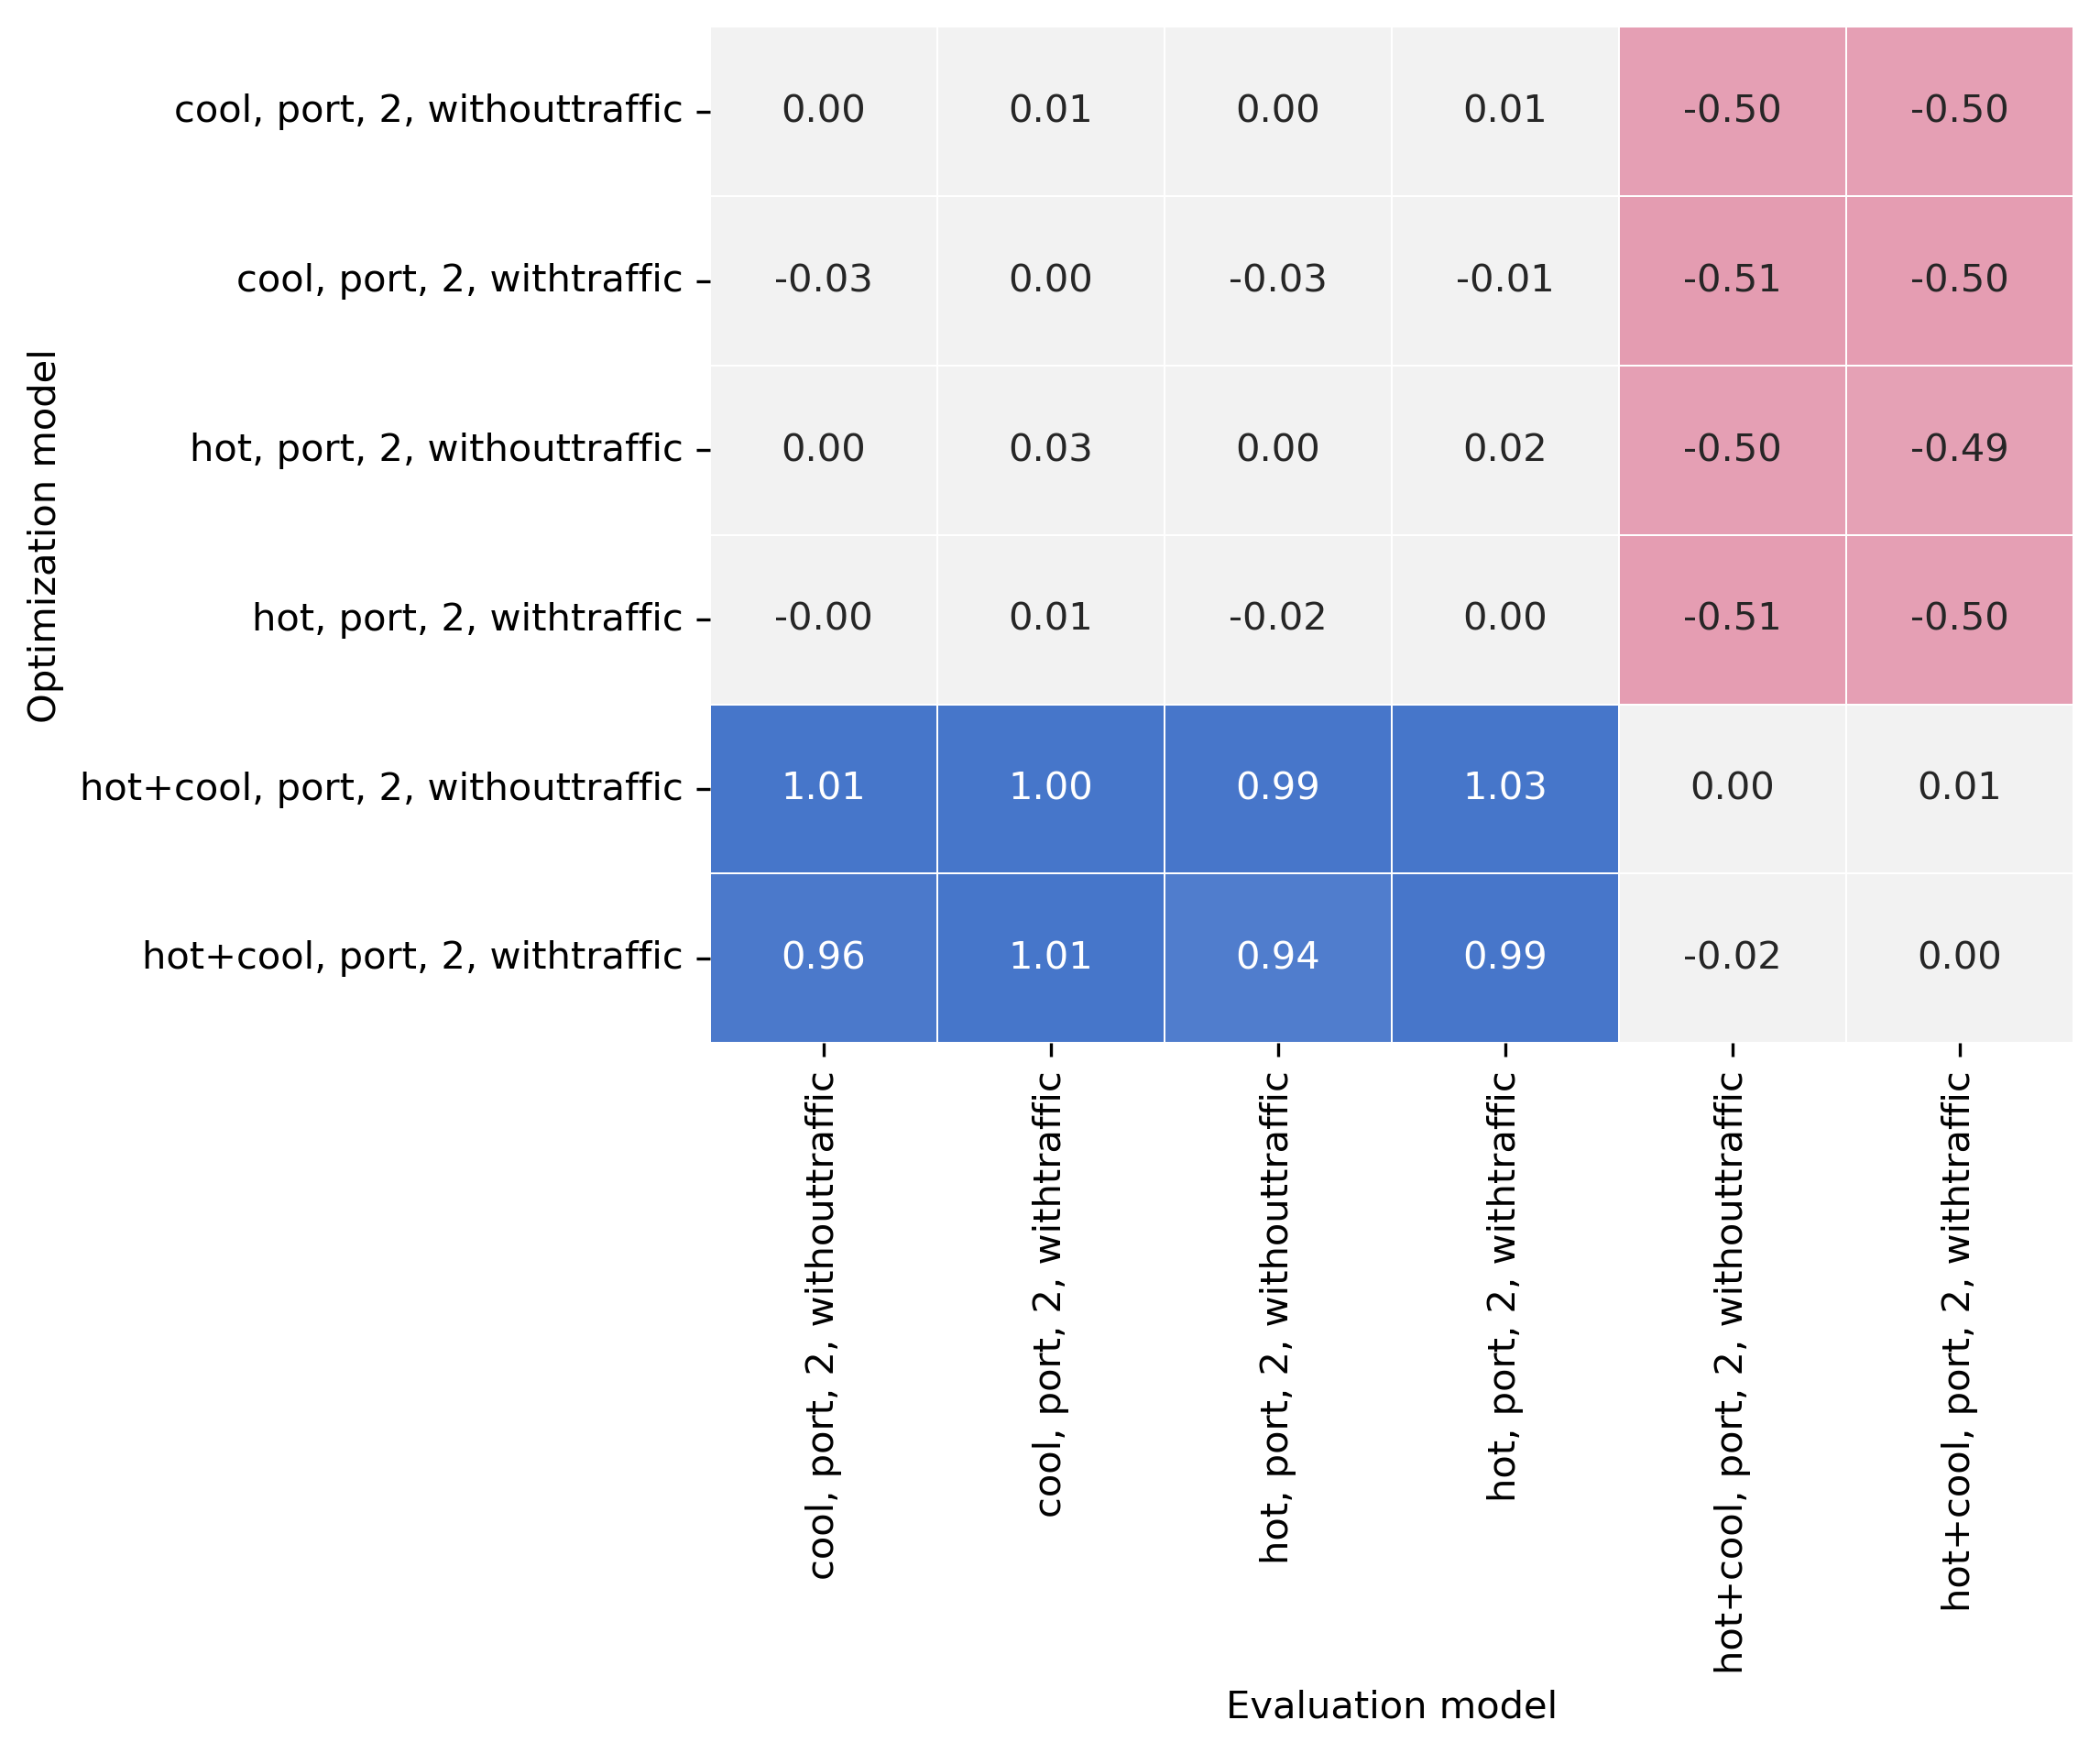 Optimization model
cool, port, 2, withouttraffic 0.00 0.01 0.00 0.01 -0.50 -0.50
cool, port, 2, withtraffic -0.03 0.00 -0.03 -0.01 -0.51 -0.50
hot, port, 2, withouttraffic 0.00 0.03 0.00 0.02 -0.50 -0.49
hot, port, 2, withtraffic -0.00 0.01 -0.02 0.00 -0.51 -0.50
hot+cool, port, 2, withouttraffic 1.01 1.00 0.99 1.03 0.00 0.01
hot+cool, port, 2, withtraffic 0.96 1.01 0.94 0.99 -0.02 0.00
cool, port, 2, withouttraffic
cool, port, 2, withtraffic
hot, port, 2, withouttraffic
hot, port, 2, withtraffic
hot+cool, port, 2, withouttraffic
hot+cool, port, 2, withtraffic
Evaluation model